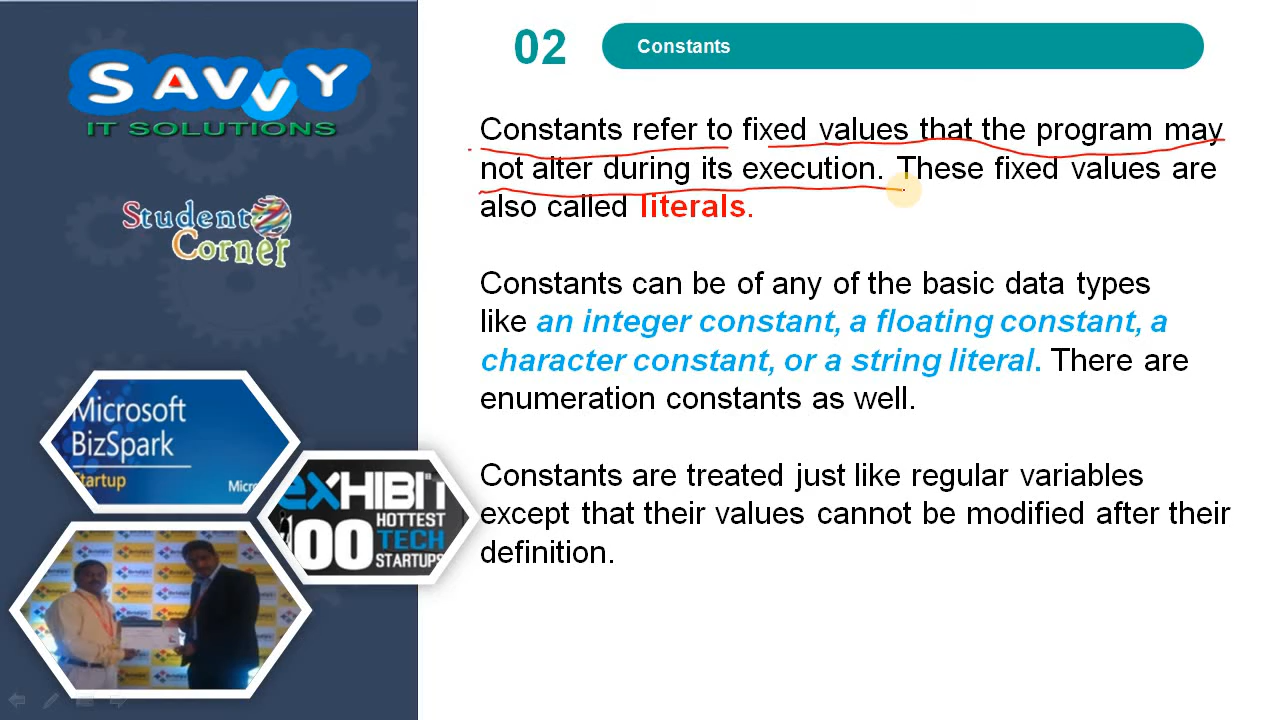 SAVVY
IT SOLUTIONS
Student
Corner
Microsoft
BizSpark
Startup
Micro
exHIBIT
100
HOTTEST
TECH
STARTUPS
02
Constants
Constants refer to fixed values that the program may
not alter during its execution. These fixed values are
also called literals.
Constants can be of any of the basic data types
like an integer constant, a floating constant, a
character constant, or a string literal. There are
enumeration constants as well.
Constants are treated just like regular variables
except that their values cannot be modified after their
definition.